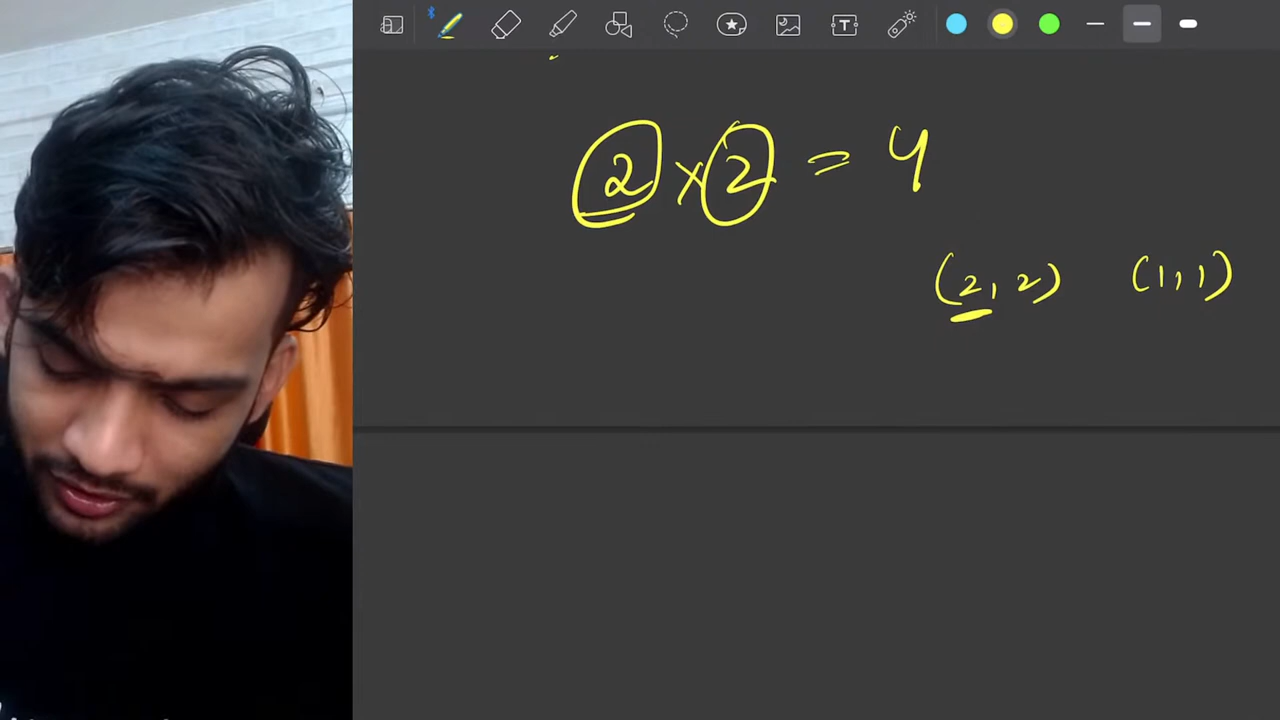 2 × 2 = 4
(2, 2) (1, 1)